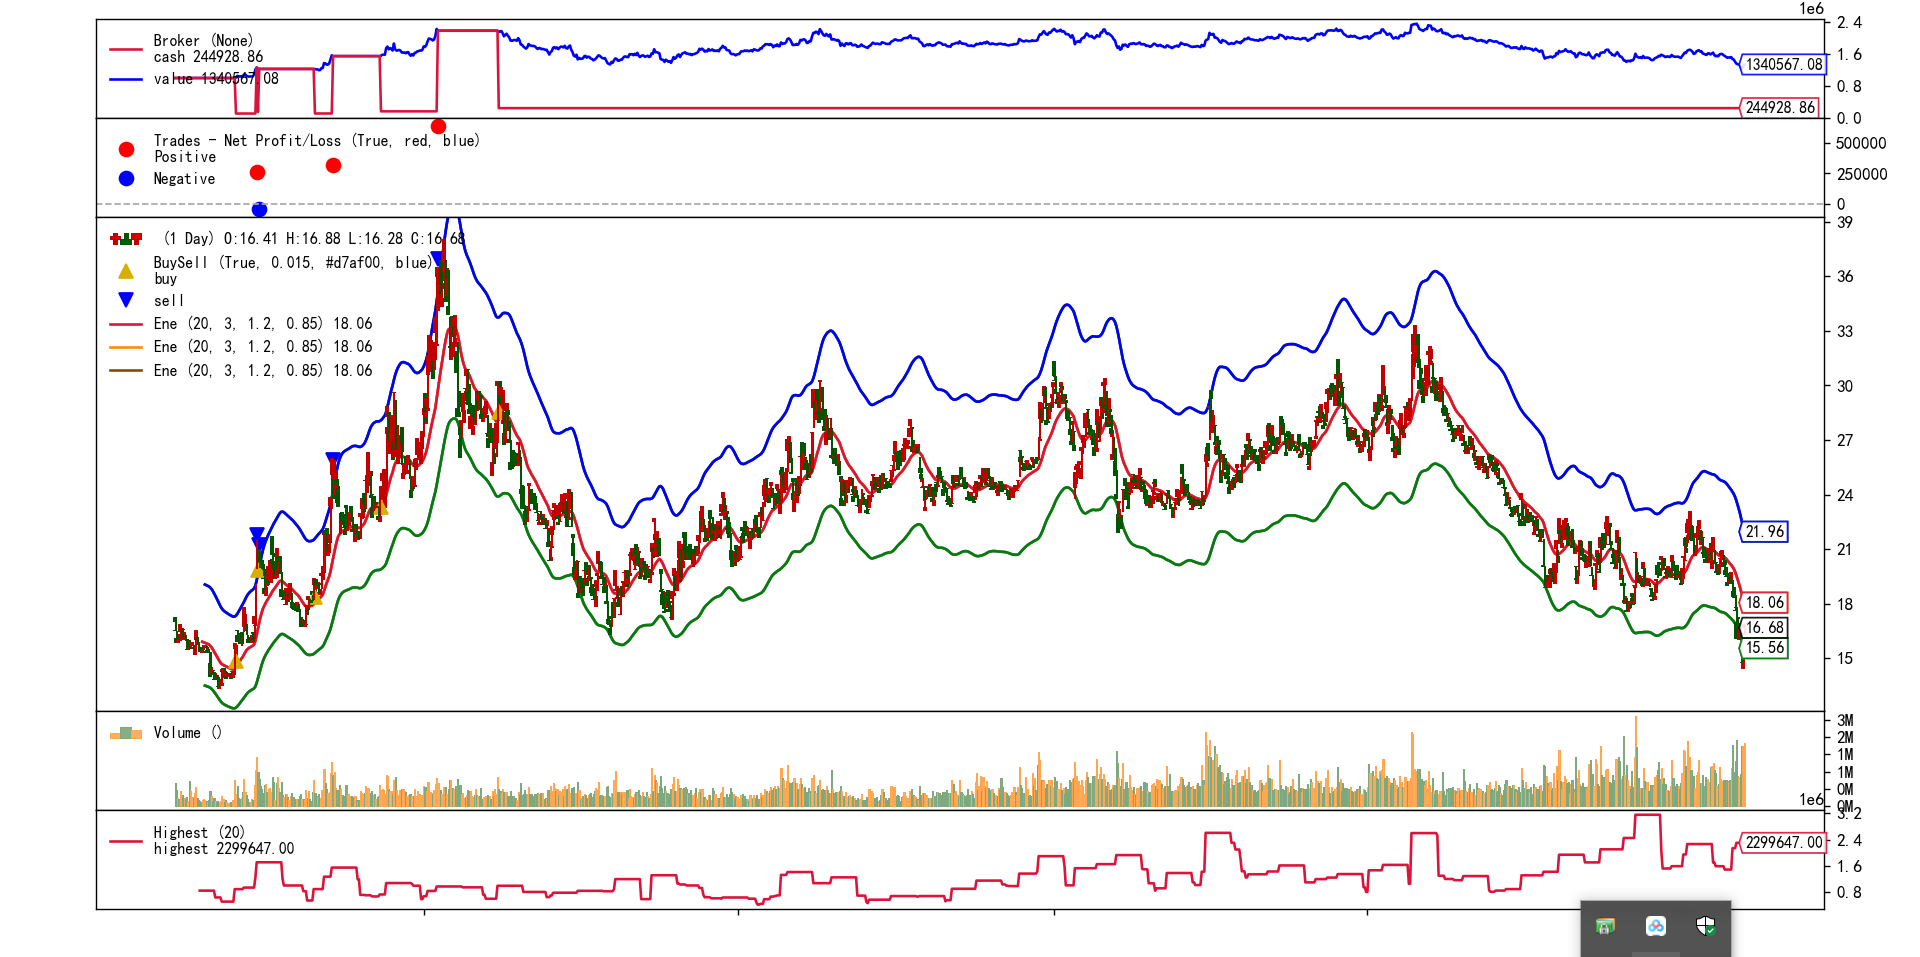 1e6
Broker (None)
cash 244928.86
value 1340567.08
2.4
1.6
0.8
0.0
1340567.08
244928.86
Trades - Net Profit/Loss (True, red, blue)
Positive
Negative
500000
250000
0
(1 Day) O:16.41 H:16.88 L:16.28 C:16.68
BuySell (True, 0.015, #d7af00, blue)
buy
sell
Ene (20, 3, 1.2, 0.85) 18.06
Ene (20, 3, 1.2, 0.85) 18.06
Ene (20, 3, 1.2, 0.85) 18.06
39
36
33
30
27
24
21
18
15
21.96
18.06
16.68
15.56
Volume ()
3M
2M
1M
1M
0M
0M
1e6
Highest (20)
highest 2299647.00
3.2
2.4
1.6
0.8
2299647.00